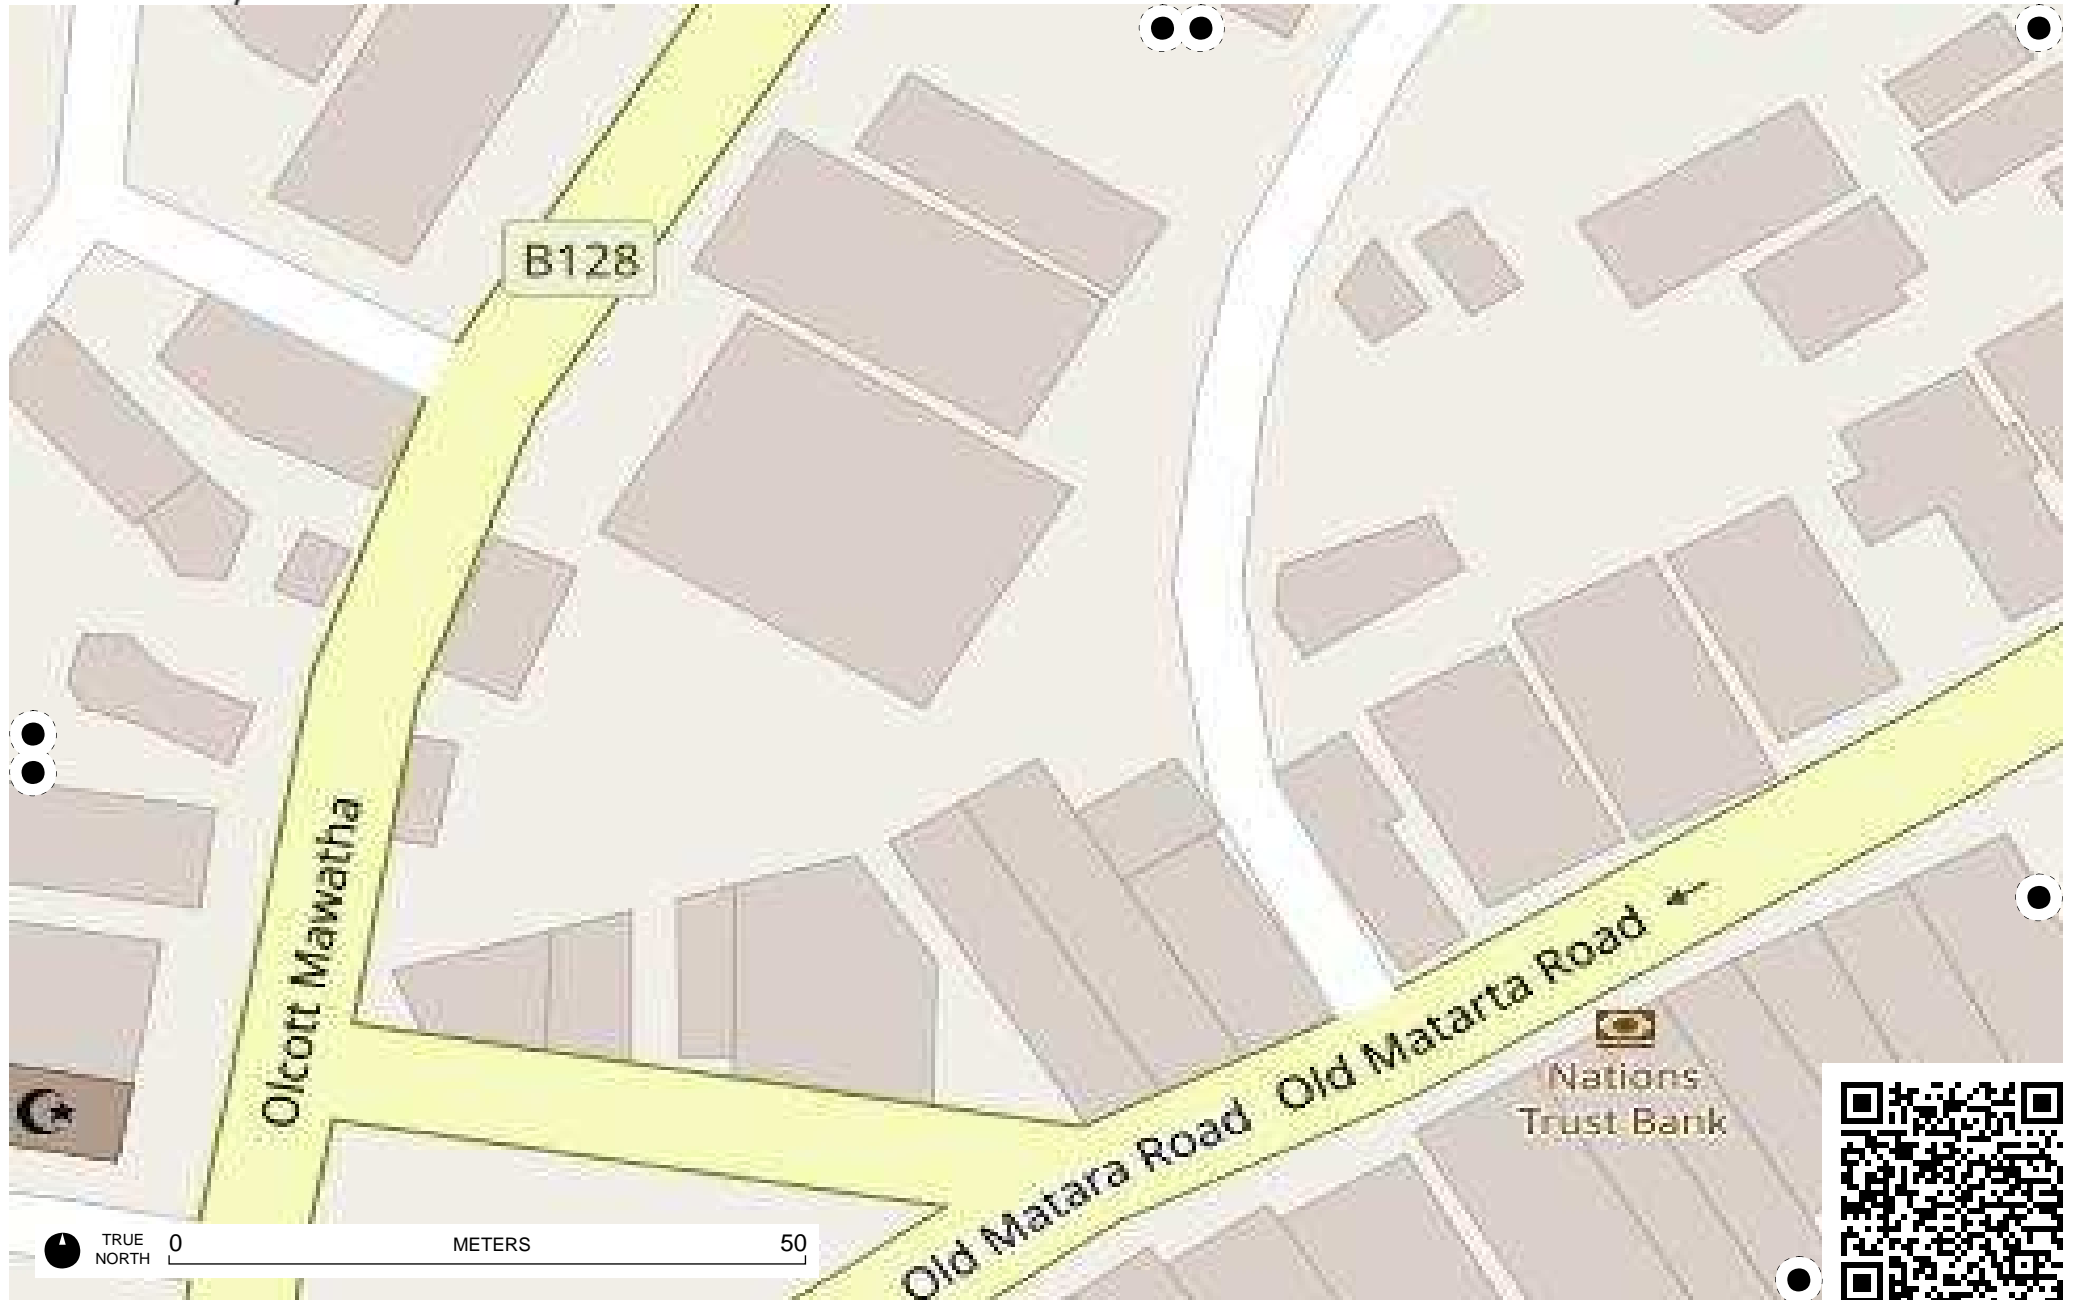 B128
Olcott Mawatha
Old Matarta Road
Old Matara Road
Nations
Trust Bank
TRUE
NORTH
0
METERS
50